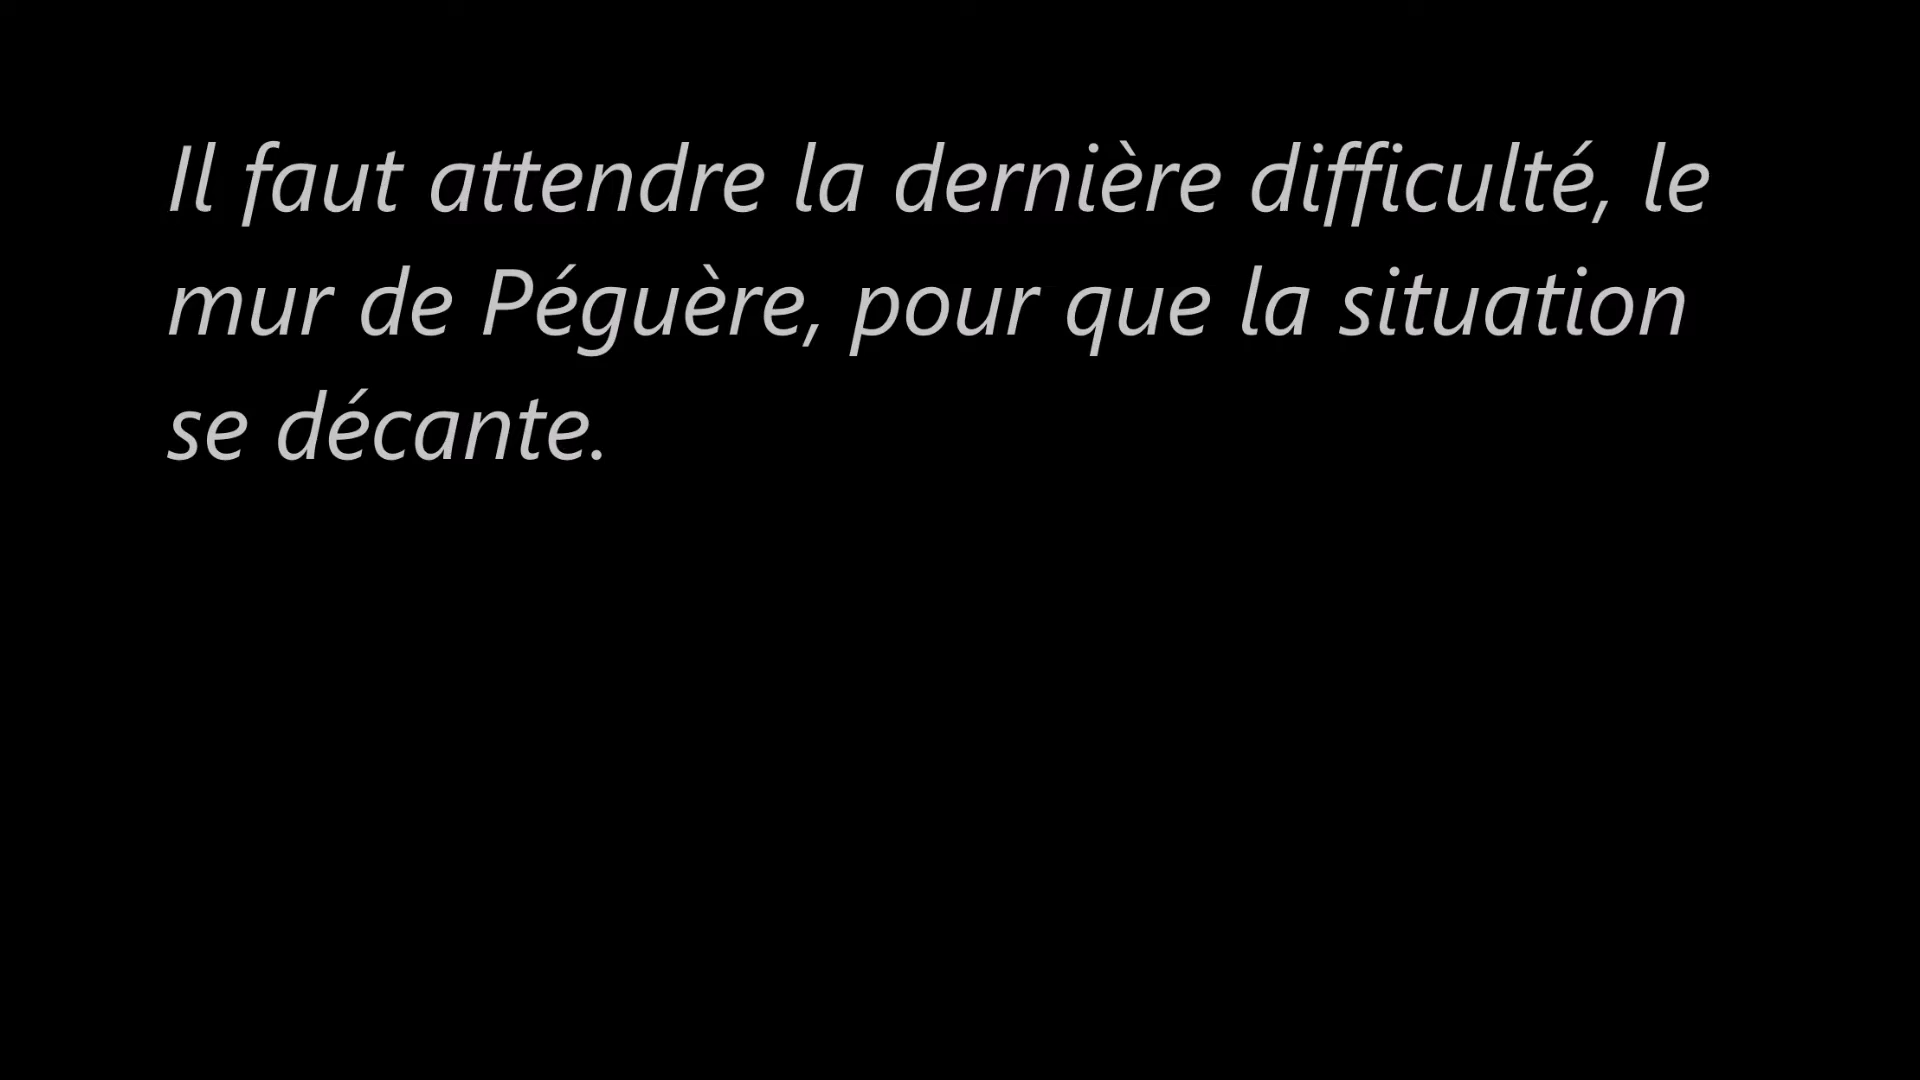 Il faut attendre la dernière difficulté, le
mur de Péguère, pour que la situation
se décante.